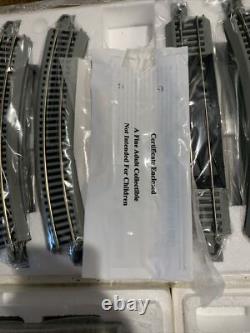 Certificate Enclosed
A Fine Adult Collectible
Not Intended For Children